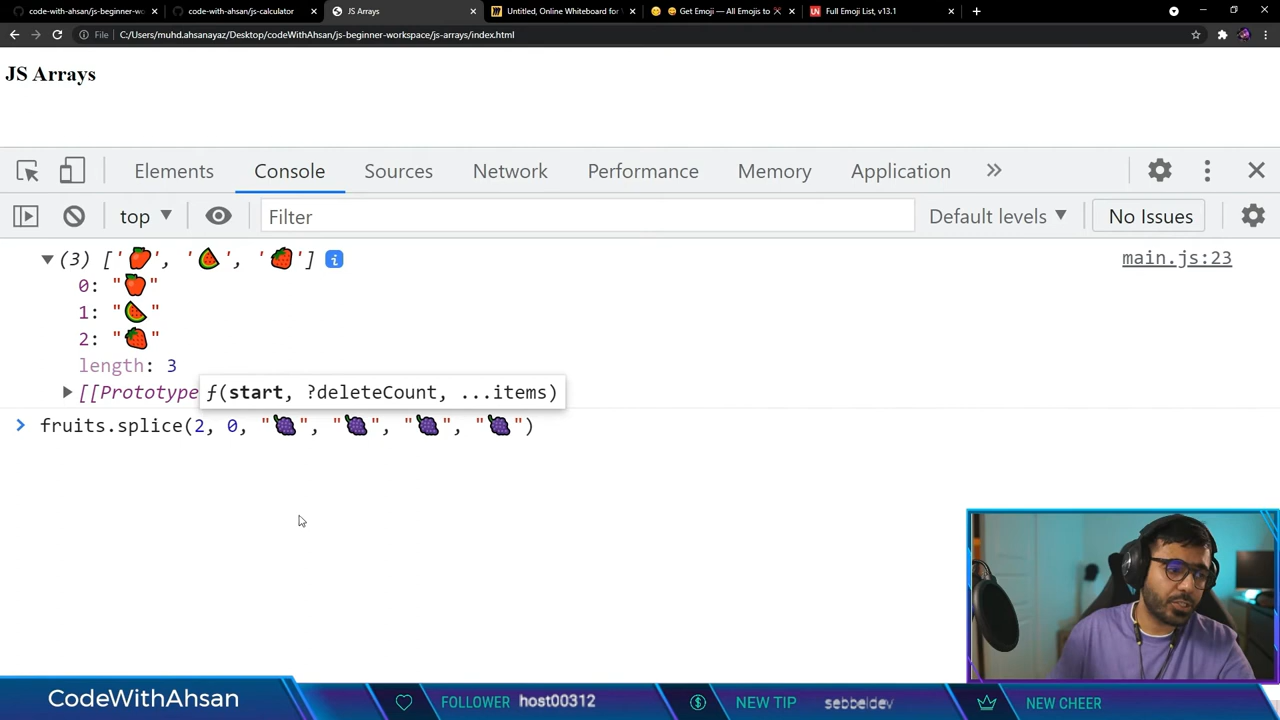 code-with-ahsan/js-beginner-wo
code-with-ahsan/js-calculator
JS Arrays
Untitled, Online Whiteboard for
😄 Get Emoji — All Emojis to ✂
Full Emoji List, v13.1
File C:/Users/muhd.ahsanayaz/Desktop/codeWithAhsan/js-beginner-workspace/js-arrays/index.html
JS Arrays
Elements Console Sources Network Performance Memory Application »
top Filter Default levels No Issues
(3) ['🍎', '🍉', '🍓'] i main.js:23
0: "🍎"
1: "🍉"
2: "🍓"
length: 3
[[Prototype
ƒ(start, ?deleteCount, ...items)
> fruits.splice(2, 0, "🍇", "🍇", "🍇", "🍇")
CodeWithAhsan FOLLOWER host00312 NEW TIP sebbeldev NEW CHEER